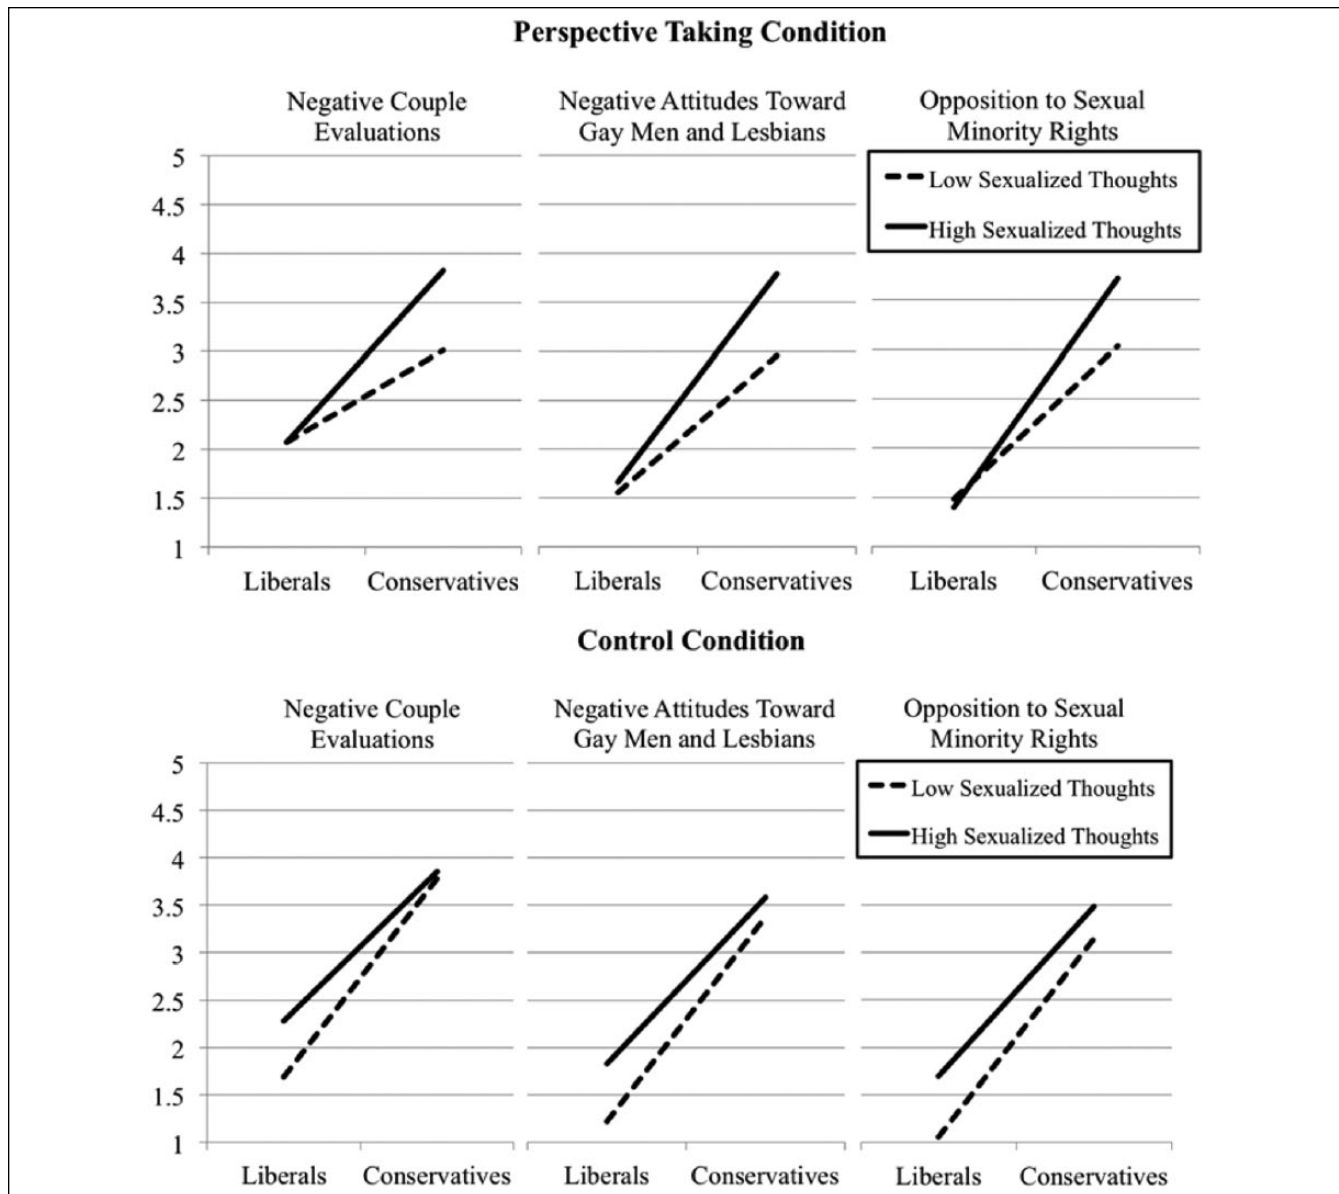 Perspective Taking Condition
Negative Couple
Evaluations
Negative Attitudes Toward
Gay Men and Lesbians
Opposition to Sexual
Minority Rights
5
4.5
4
3.5
3
2.5
2
1.5
1
Low Sexualized Thoughts
High Sexualized Thoughts
Liberals Conservatives
Liberals Conservatives
Liberals Conservatives
Control Condition
Negative Couple
Evaluations
Negative Attitudes Toward
Gay Men and Lesbians
Opposition to Sexual
Minority Rights
5
4.5
4
3.5
3
2.5
2
1.5
1
Low Sexualized Thoughts
High Sexualized Thoughts
Liberals Conservatives
Liberals Conservatives
Liberals Conservatives